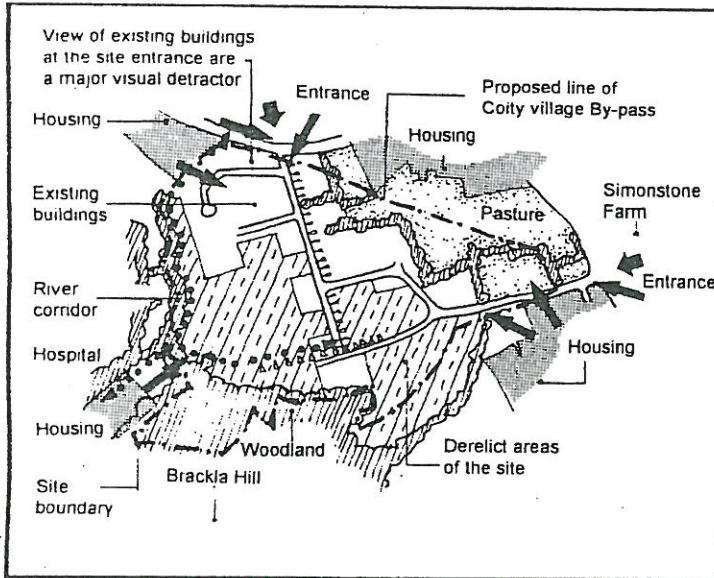 View of existing buildings
at the site entrance are
a major visual detractor
Entrance
Proposed line of
Coity village By-pass
Housing
Housing
Existing
buildings
Pasture
Simonstone
Farm
Entrance
River
corridor
Hospital
Housing
Housing
Woodland
Derelict areas
of the site
Site
boundary
Brackla Hill